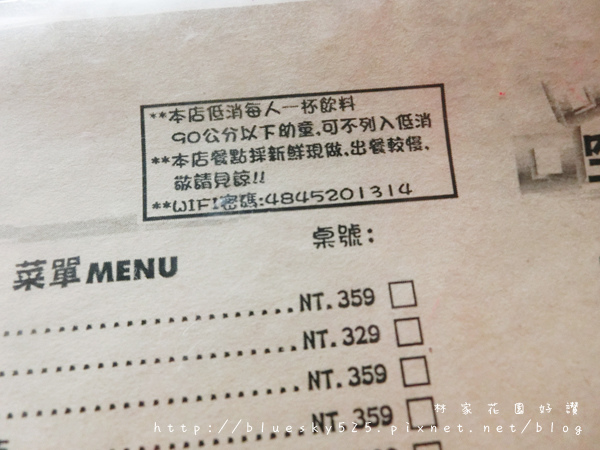 **本店低消每人一杯飲料
90公分以下幼童,可不列入低消
**本店餐點採新鮮現做,出餐較慢,
敬請見諒!!
**WIFI密碼:4845201314
桌號:
菜單MENU
NT.359
NT.329
NT.359
NT.359
林家花園好讚
http://bluesky525.pixnet.net/blog